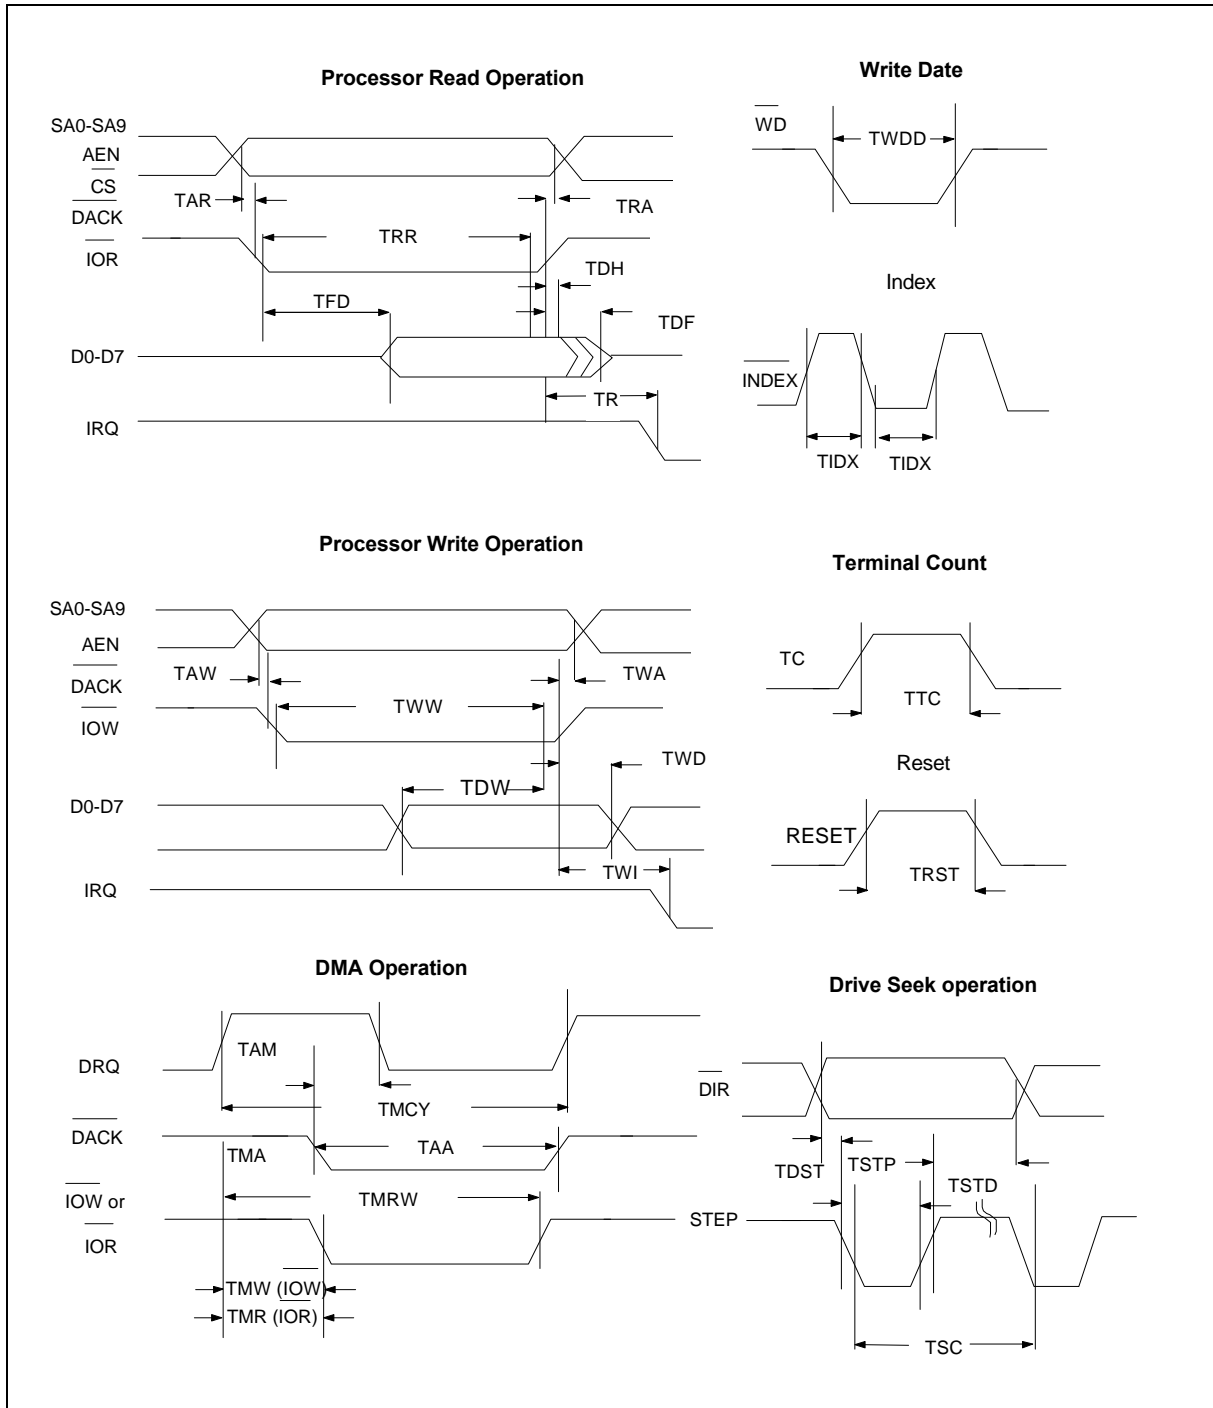 Processor Read Operation
SA0-SA9
AEN
CS
DACK
IOR
TAR
TRA
TRR
TDH
TFD
TDF
D0-D7
TR
IRQ
Write Date
WD
TWDD
Index
INDEX
TIDX
TIDX
Processor Write Operation
SA0-SA9
AEN
DACK
IOW
TAW
TWA
TWW
TWD
TDW
D0-D7
TWI
IRQ
Terminal Count
TC
TTC
Reset
RESET
TRST
DMA Operation
DRQ
TAM
TMCY
DACK
TMA
TAA
IOW or
IOR
TMRW
TMW (IOW)
TMR (IOR)
Drive Seek operation
DIR
TDST
TSTP
TSTD
STEP
TSC